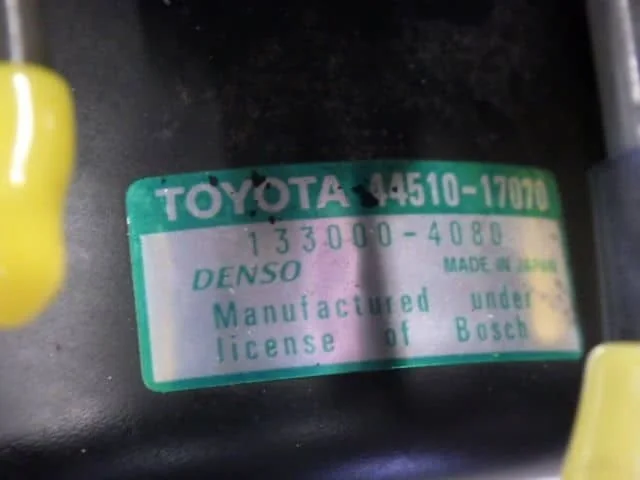 TOYOTA 44510-17070
133000-4080
DENSO MADE IN JAPAN
Manufactured under
license of Bosch